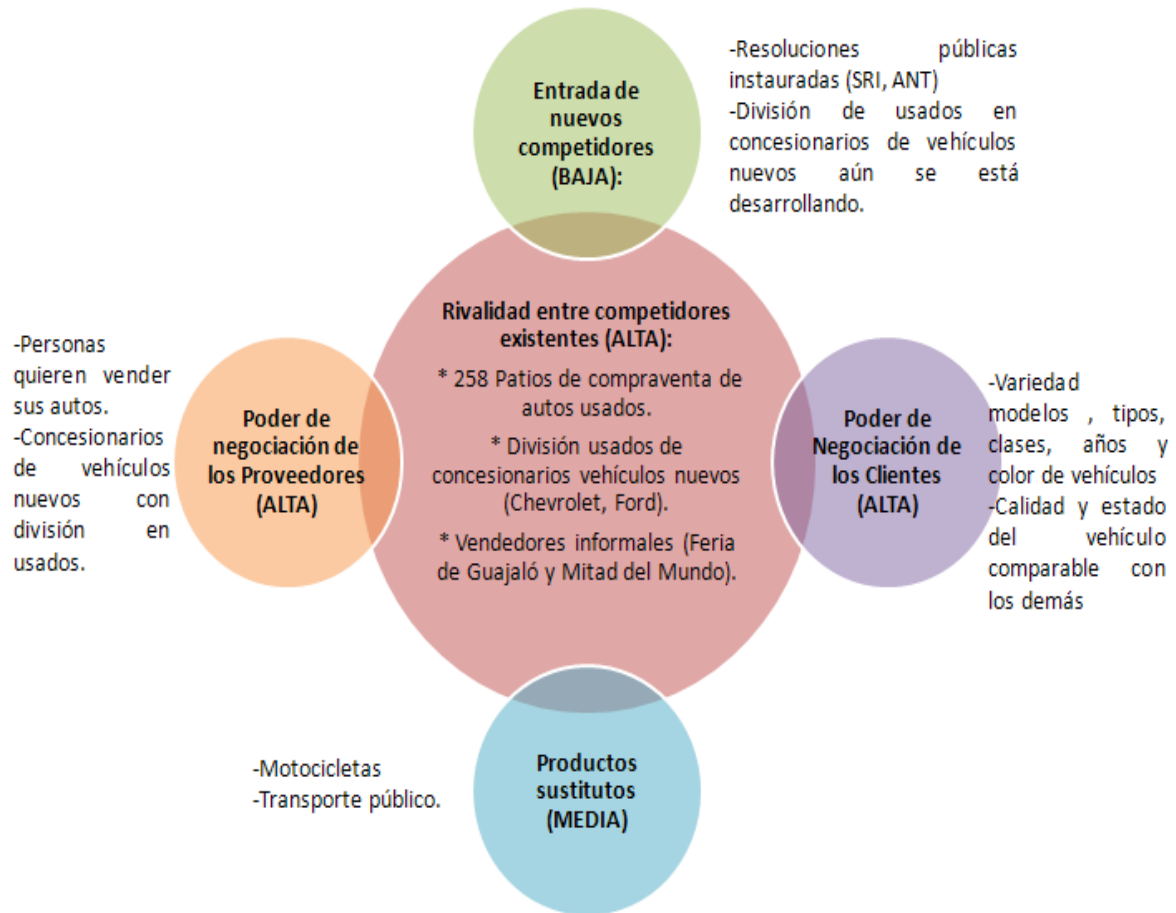 Entrada de
nuevos
competidores
(BAJA):
-Resoluciones públicas
instauradas (SRI, ANT)
-División de usados en
concesionarios de vehículos
nuevos aún se está
desarrollando.
-Personas
quieren vender
sus autos.
-Concesionarios
de vehículos
nuevos con
división en
usados.
Poder de
negociación de
los Proveedores
(ALTA)
Rivalidad entre competidores
existentes (ALTA):
* 258 Patios de compraventa de
autos usados.
* División usados de
concesionarios vehículos nuevos
(Chevrolet, Ford).
* Vendedores informales (Feria
de Guajaló y Mitad del Mundo).
Poder de
Negociación de
los Clientes
(ALTA)
-Variedad
modelos , tipos,
clases, años y
color de vehículos
-Calidad y estado
del vehículo
comparable con
los demás
-Motocicletas
-Transporte público.
Productos
sustitutos
(MEDIA)